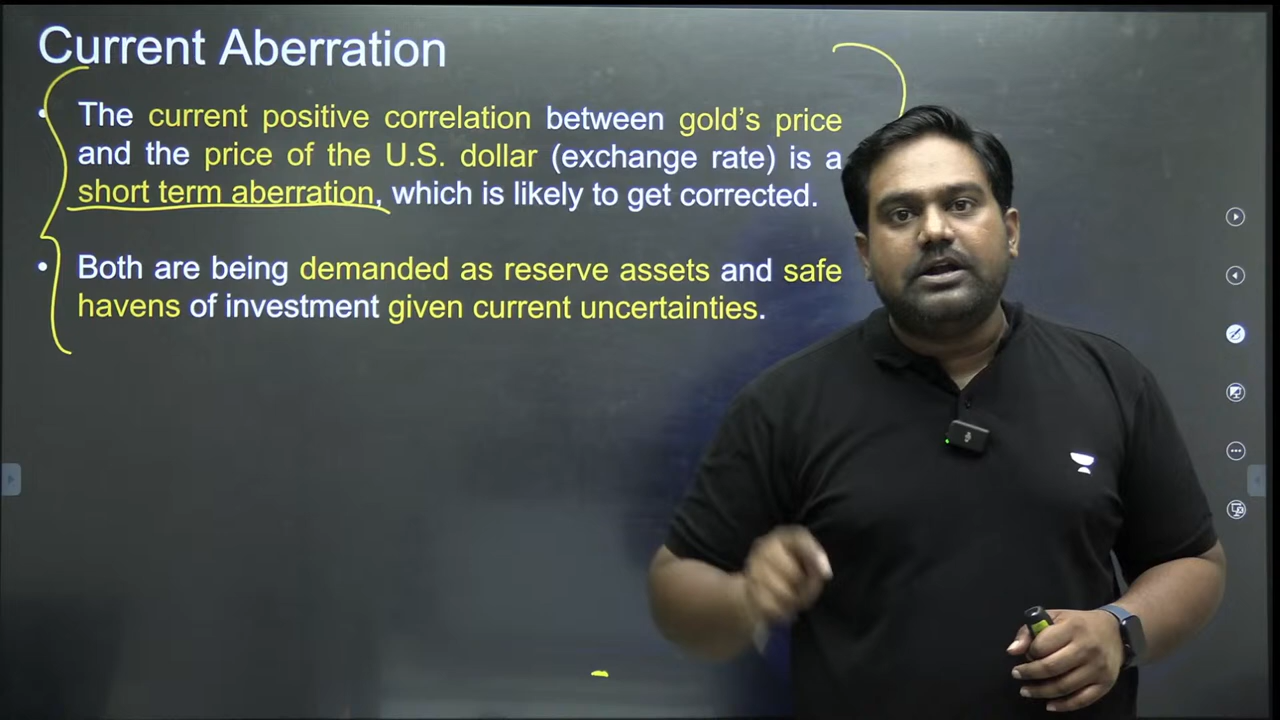 Current Aberration
• The current positive correlation between gold's price
and the price of the U.S. dollar (exchange rate) is a
short term aberration, which is likely to get corrected.
• Both are being demanded as reserve assets and safe
havens of investment given current uncertainties.